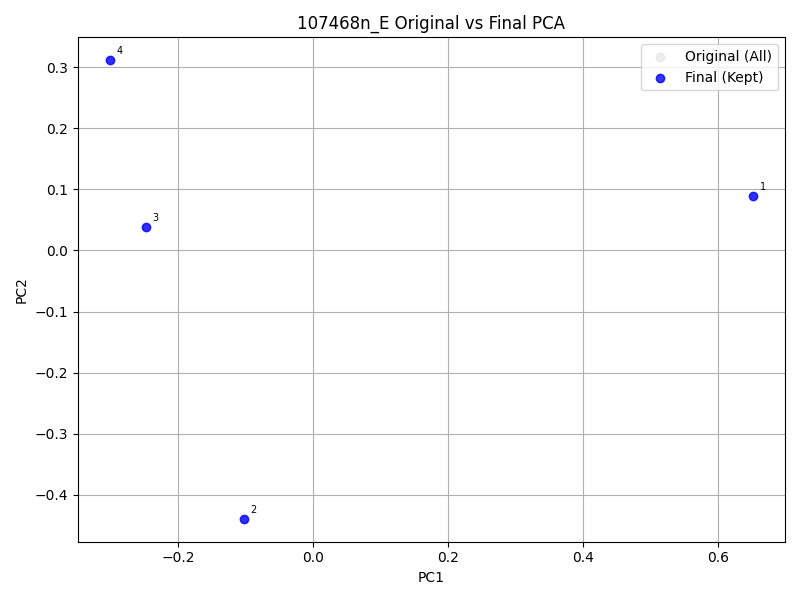 107468n_E Original vs Final PCA
Original (All)
Final (Kept)
4
1
3
2
0.3
0.2
0.1
0.0
−0.1
−0.2
−0.3
−0.4
PC2
−0.2 0.0 0.2 0.4 0.6
PC1